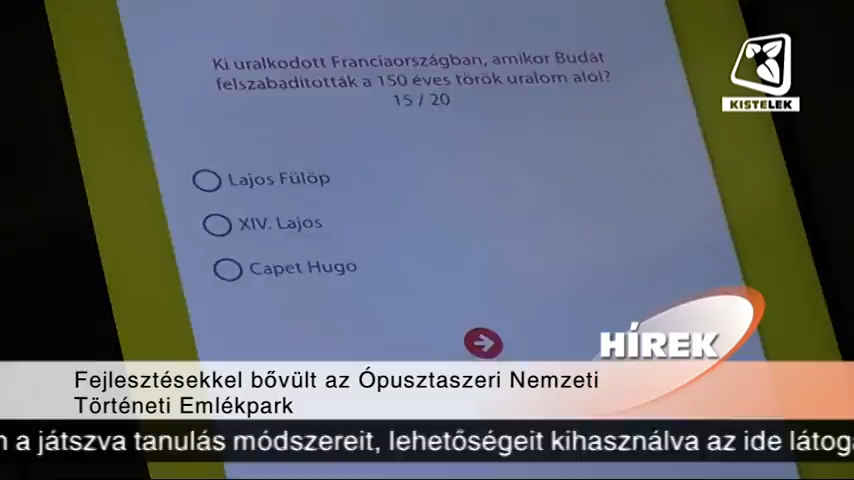 Ki uralkodott Franciaországban, amikor Budát
felszabadították a 150 éves török uralom alól?
15 / 20
Lajos Fülöp
XIV. Lajos
Capet Hugo
KISTELEK
HÍREK
Fejlesztésekkel bővült az Ópusztaszeri Nemzeti
Történeti Emlékpark
a játszva tanulás módszereit, lehetőségeit kihasználva az ide